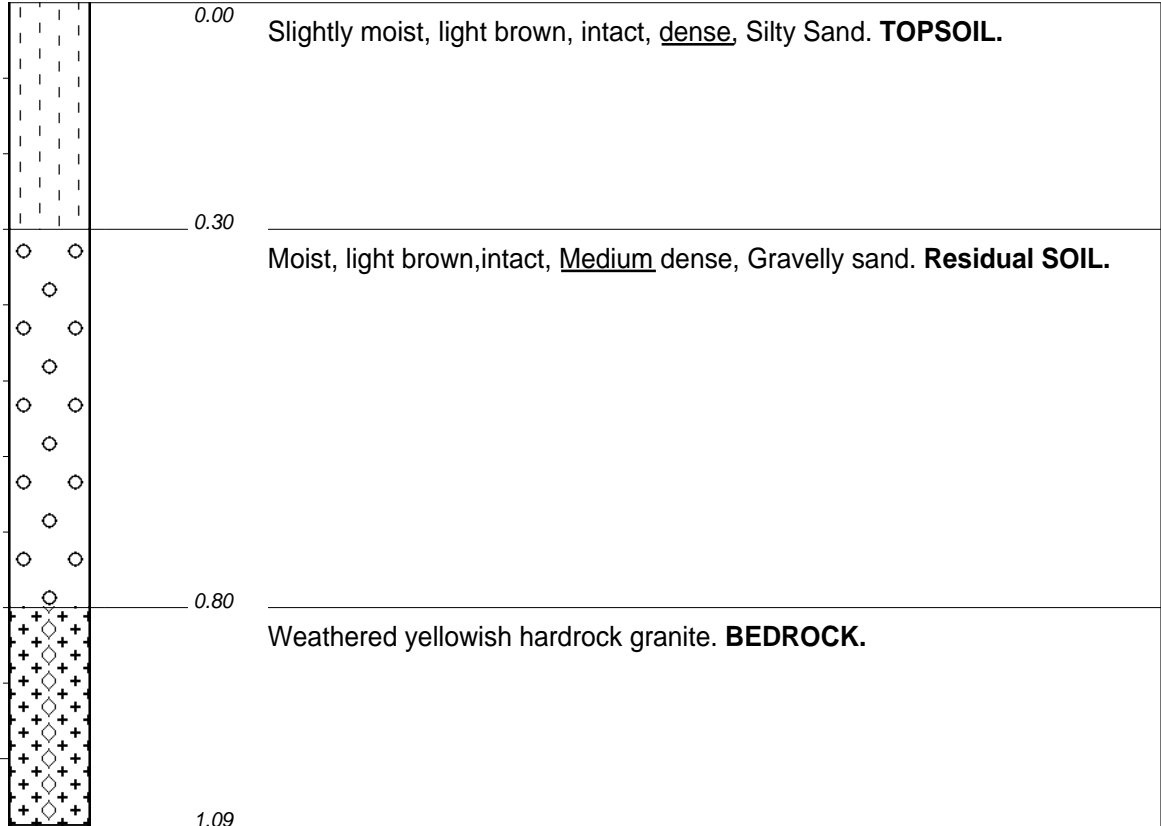 0.00
Slightly moist, light brown, intact, dense, Silty Sand. TOPSOIL.
0.30
Moist, light brown,intact, Medium dense, Gravelly sand. Residual SOIL.
0.80
Weathered yellowish hardrock granite. BEDROCK.
1.09